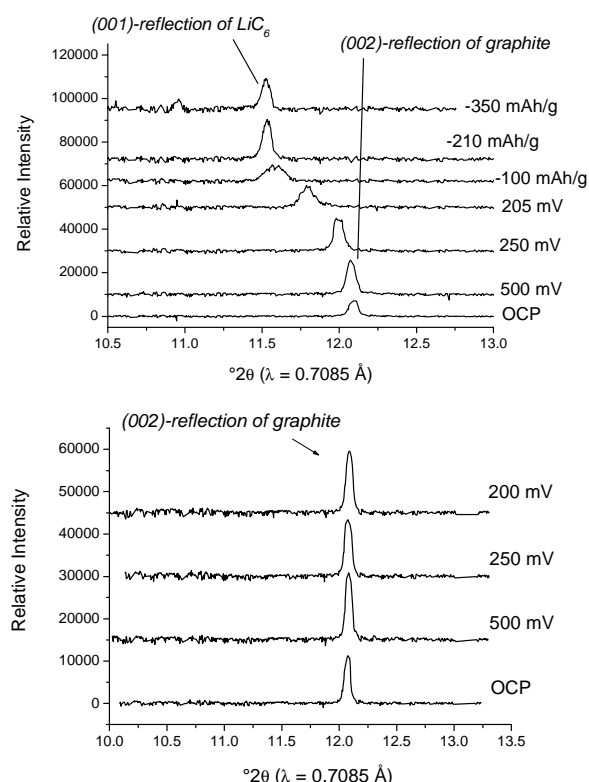 (001)-reflection of LiC6
(002)-reflection of graphite
120000
100000
80000
60000
40000
20000
0
Relative Intensity
-350 mAh/g
-210 mAh/g
-100 mAh/g
205 mV
250 mV
500 mV
OCP
10.5 11.0 11.5 12.0 12.5 13.0
°2θ (λ = 0.7085 Å)
(002)-reflection of graphite
60000
50000
40000
30000
20000
10000
0
Relative Intensity
200 mV
250 mV
500 mV
OCP
10.0 10.5 11.0 11.5 12.0 12.5 13.0 13.5
°2θ (λ = 0.7085 Å)